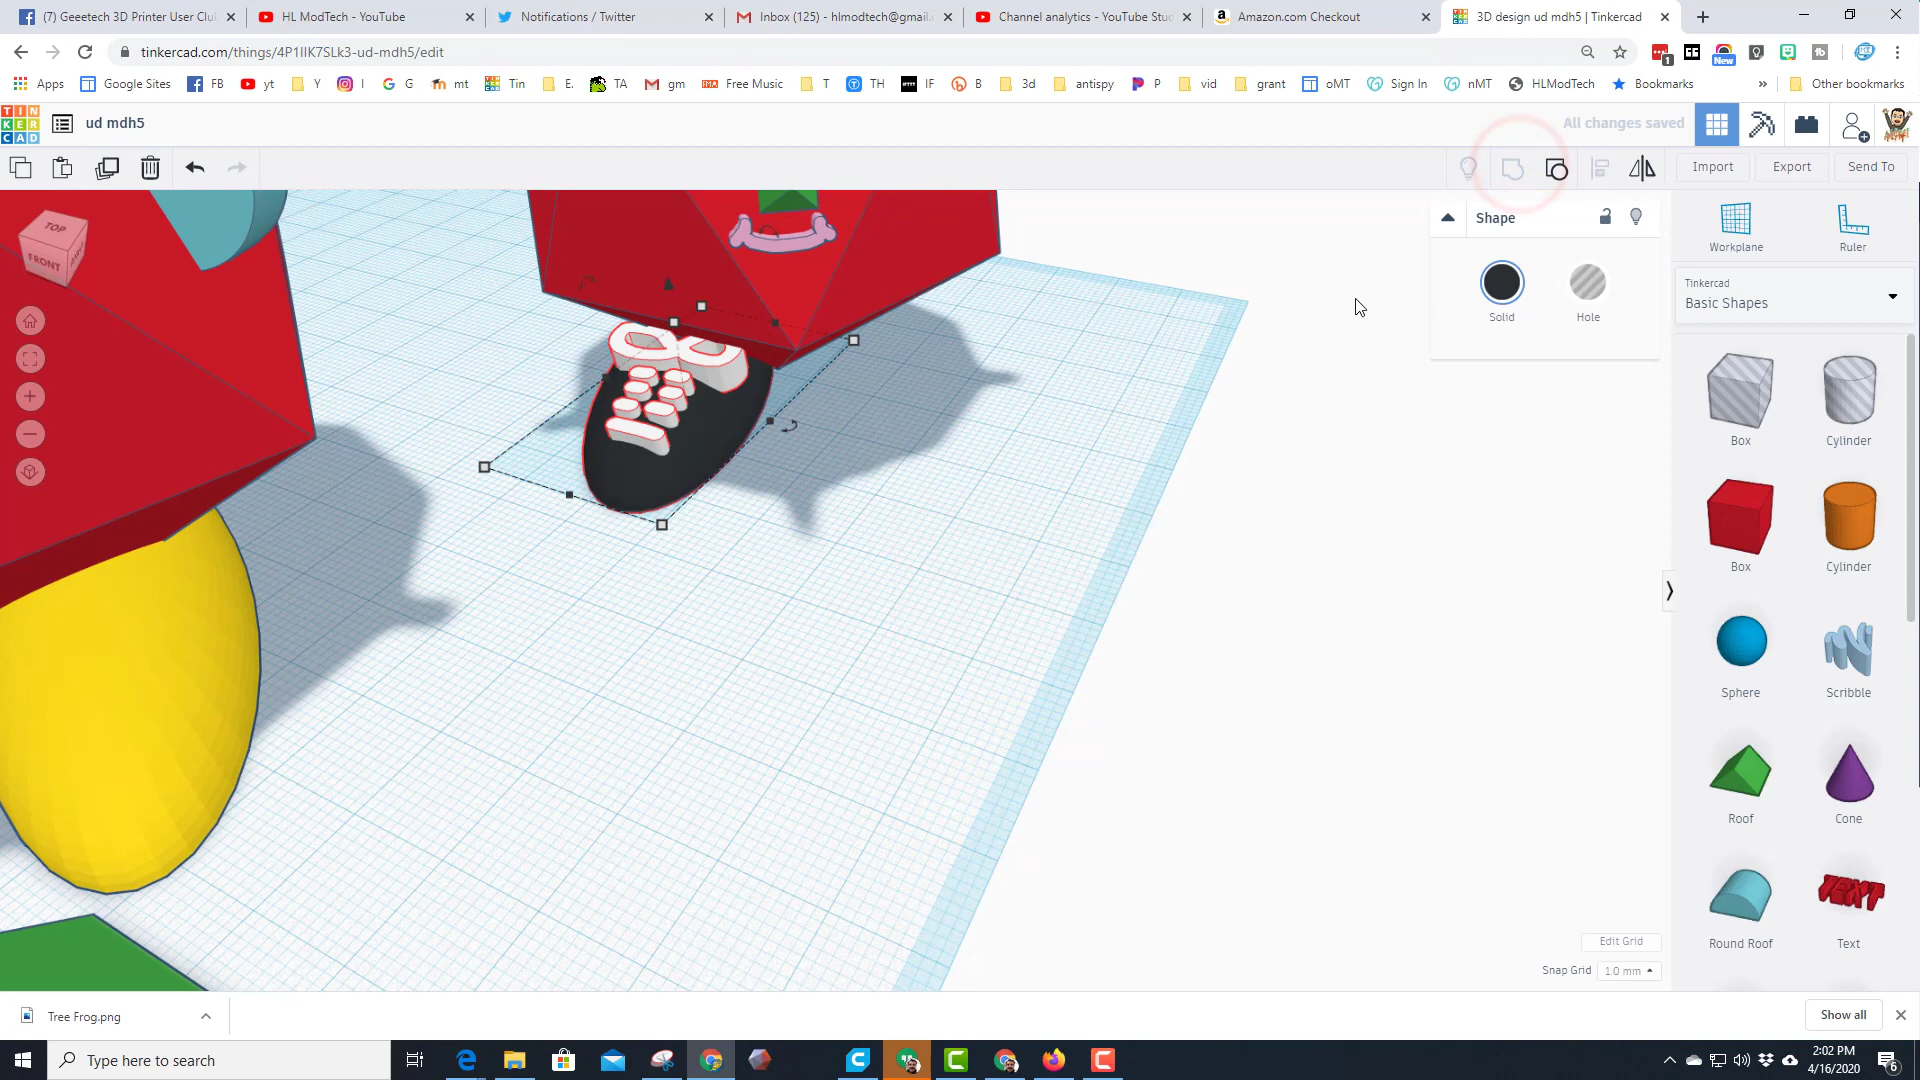 (7) Geeetech 3D Printer User Clu
HL ModTech - YouTube
Notifications / Twitter
Inbox (125) - hlmodtech@gmail.c
Channel analytics - YouTube Stu
Amazon.com Checkout
3D design ud mdh5 | Tinkercad
tinkercad.com/things/4P1IIK7SLk3-ud-mdh5/edit
1
New
Apps
Google Sites
FB
yt
Y
I
G
mt
Tin
E.
TA
gm
Free Music
T
TH
IF
B
3d
antispy
P
vid
grant
oMT
Sign In
nMT
HLModTech
Bookmarks
»
Other bookmarks
TIN
KER
CAD
ud mdh5
All changes saved
Import
Export
Send To
TOP
FRONT
Shape
Solid
Hole
Workplane
Ruler
Tinkercad
Basic Shapes
Box
Cylinder
Box
Cylinder
Sphere
Scribble
Roof
Cone
TEXT
Round Roof
Text
Edit Grid
Snap Grid
1.0 mm
Tree Frog.png
Show all
Type here to search
2:02 PM
4/16/2020
6